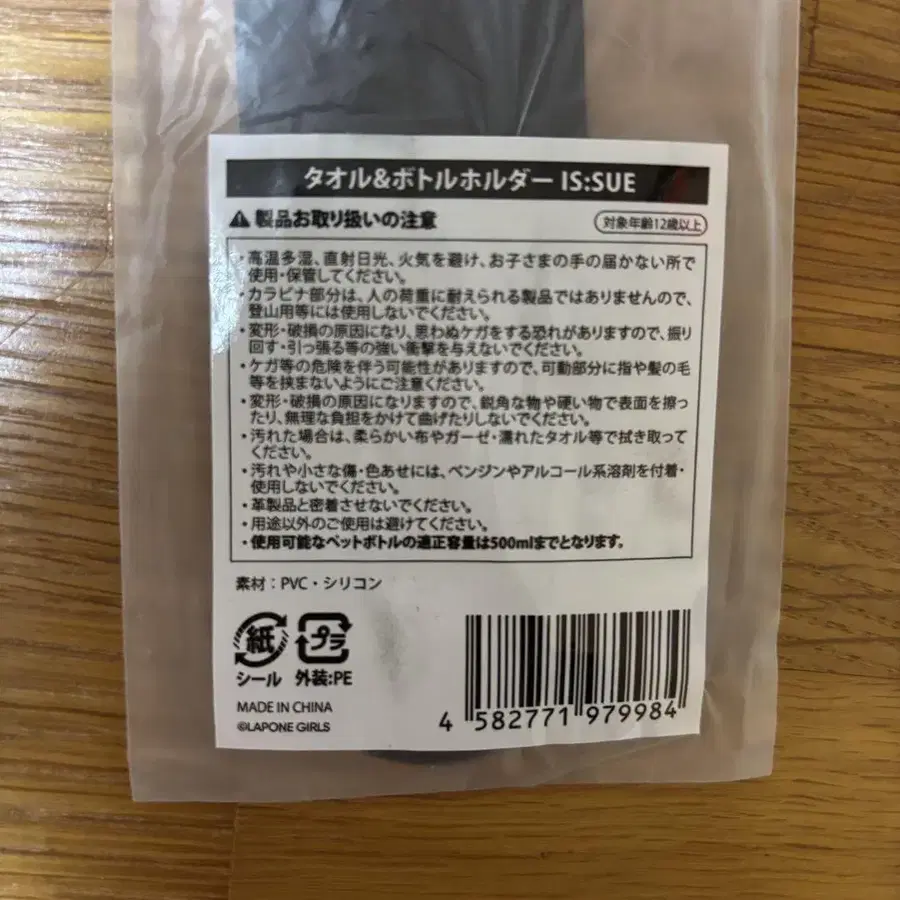 タオル&ボトルホルダー IS:SUE
製品お取り扱いの注意
対象年齢12歳以上
・高温多湿、直射日光、火気を避け、お子さまの手の届かない所で
使用・保管してください。
・カラビナ部分は、人の荷重に耐えられる製品ではありませんので、
登山用等には使用しないでください。
・変形・破損の原因になり、思わぬケガをする恐れがありますので、振り
回す・引っ張る等の強い衝撃を与えないでください。
・ケガ等の危険を伴う可能性がありますので、可動部分に指や髪の毛
等を挟まないようにご注意ください。
・変形・破損の原因になりますので、鋭角な物や硬い物で表面を擦っ
たり、無理な負担をかけて曲げたりしないでください。
・汚れた場合は、柔らかい布やガーゼ・濡れたタオル等で拭き取って
ください。
・汚れや小さな傷・色あせには、ベンジンやアルコール系溶剤を付着・
使用しないでください。
・革製品と密着させないでください。
・用途以外のご使用は避けてください。
・使用可能なペットボトルの適正容量は500mlまでとなります。
素材：PVC・シリコン
紙 プラ
シール 外装:PE
MADE IN CHINA
©LAPONE GIRLS
4 582771 979984